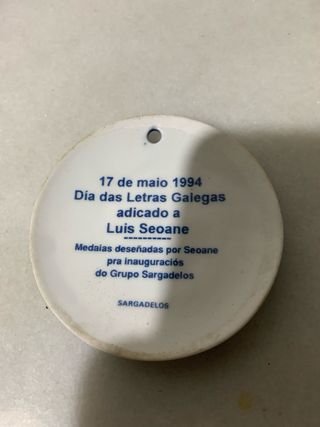 17 de maio 1994
Día das Letras Galegas
adicado a
Luis Seoane
----------
Medaias deseñadas por Seoane
pra inauguraciós
do Grupo Sargadelos
SARGADELOS